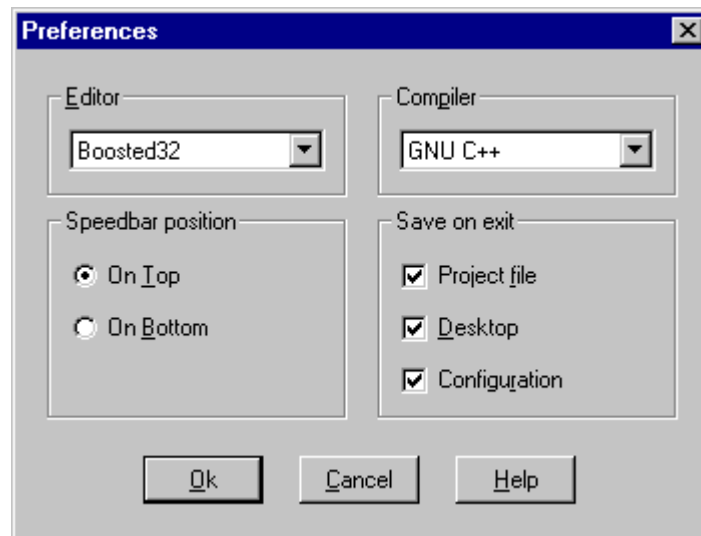 Preferences
Editor
Compiler
Boosted32
GNU C++
Speedbar position
Save on exit
On Top
Project file
On Bottom
Desktop
Configuration
Ok
Cancel
Help